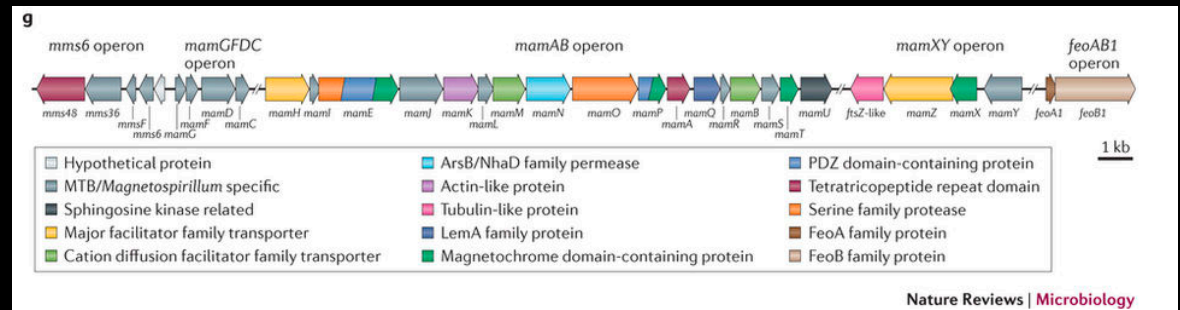 g
mms6 operon
mamGFDC
operon
mamAB operon
mamXY operon
feoAB1
operon
mms48 mms36 mmsF mms6 mamG mamF mamD mamC mamH mamI mamE mamJ mamK mamL mamM mamN mamO mamP mamA mamQ mamR mamB mamS mamT mamU ftsZ-like mamZ mamX mamY feoA1 feoB1
1 kb
Hypothetical protein
MTB/Magnetospirillum specific
Sphingosine kinase related
Major facilitator family transporter
Cation diffusion facilitator family transporter
ArsB/NhaD family permease
Actin-like protein
Tubulin-like protein
LemA family protein
Magnetochrome domain-containing protein
PDZ domain-containing protein
Tetratricopeptide repeat domain
Serine family protease
FeoA family protein
FeoB family protein
Nature Reviews | Microbiology